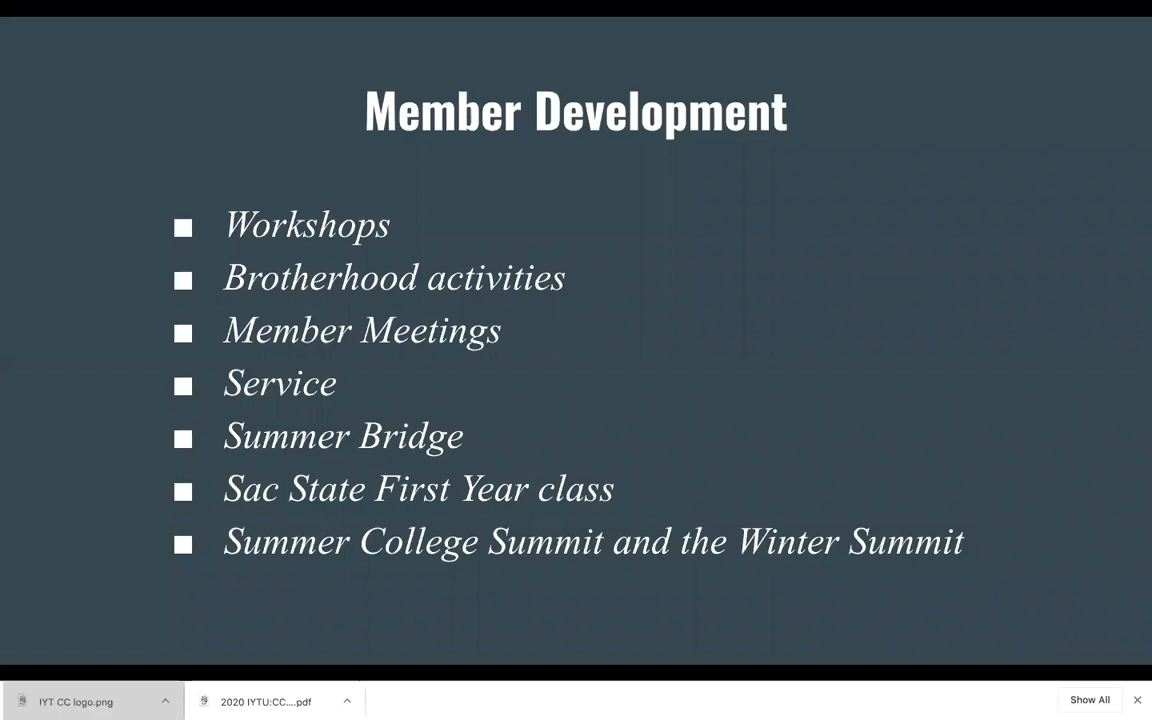 Member Development
Workshops
Brotherhood activities
Member Meetings
Service
Summer Bridge
Sac State First Year class
Summer College Summit and the Winter Summit
IYT CC logo.png
2020 IYTU:CC....pdf
Show All